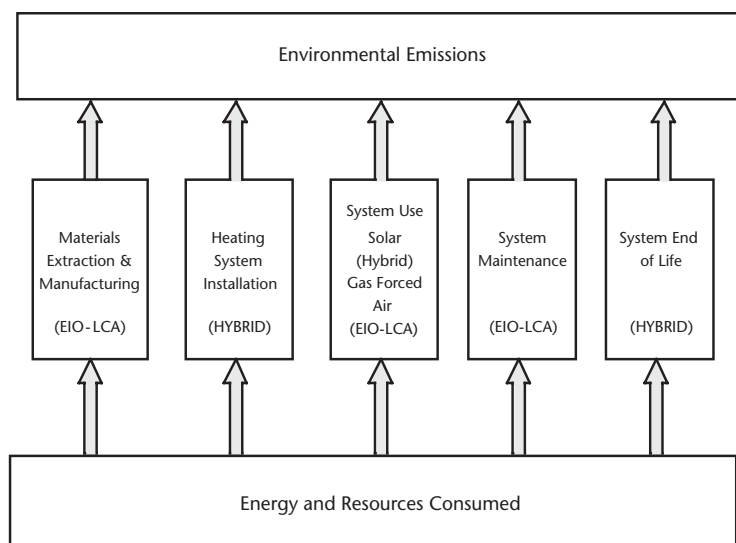 Environmental Emissions
Materials
Extraction &
Manufacturing
(EIO-LCA)
Heating
System
Installation
(HYBRID)
System Use
Solar
(Hybrid)
Gas Forced
Air
(EIO-LCA)
System
Maintenance
(EIO-LCA)
System End
of Life
(HYBRID)
Energy and Resources Consumed